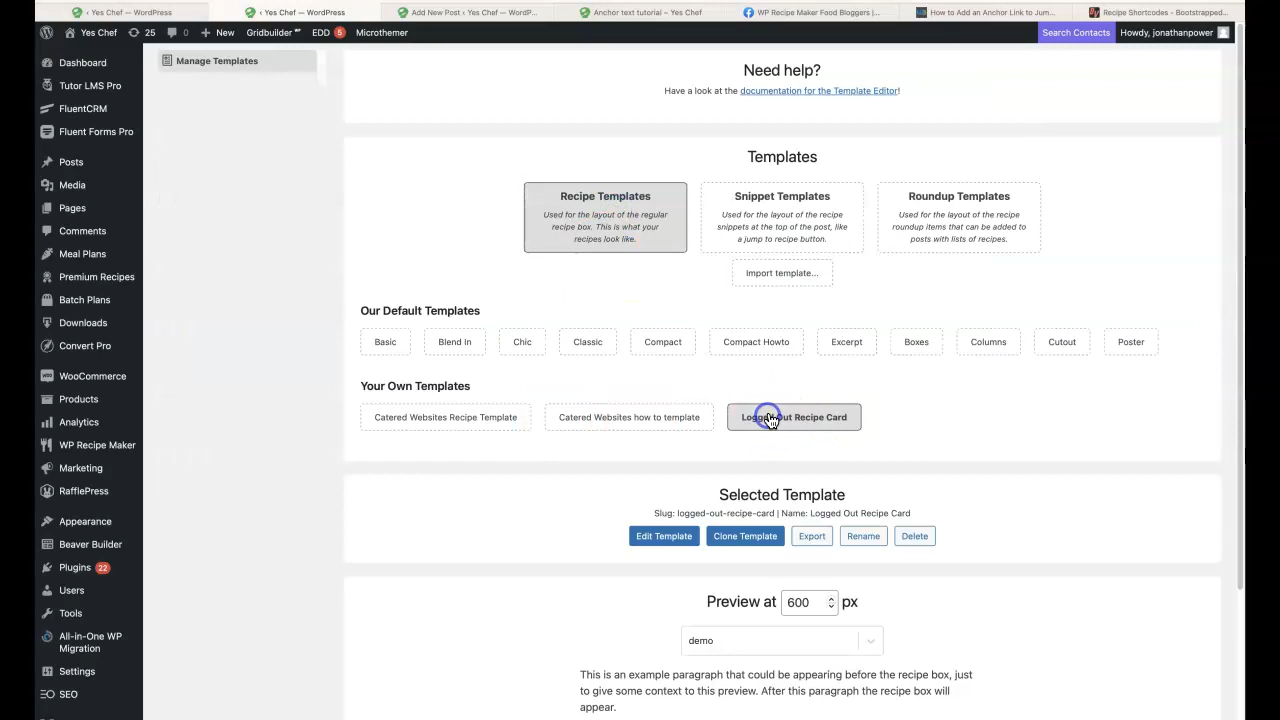 ‹ Yes Chef — WordPress
‹ Yes Chef — WordPress
Add New Post ‹ Yes Chef — WordP...
Anchor text tutorial – Yes Chef
WP Recipe Maker Food Bloggers |...
How to Add an Anchor Link to Jum...
Recipe Shortcodes - Bootstrapped...
Yes Chef
25
0
New
Gridbuilder ᵂᴾ
EDD 5
Microthemer
Search Contacts
Howdy, jonathanpower
Dashboard
Tutor LMS Pro
FluentCRM
Fluent Forms Pro
Posts
Media
Pages
Comments
Meal Plans
Premium Recipes
Batch Plans
Downloads
Convert Pro
WooCommerce
Products
Analytics
WP Recipe Maker
Marketing
RafflePress
Appearance
Beaver Builder
Plugins 22
Users
Tools
All-in-One WP
Migration
Settings
SEO
Manage Templates
Need help?
Have a look at the documentation for the Template Editor!
Templates
Recipe Templates
Used for the layout of the regular
recipe box. This is what your
recipes look like.
Snippet Templates
Used for the layout of the recipe
snippets at the top of the post, like
a jump to recipe button.
Roundup Templates
Used for the layout of the recipe
roundup items that can be added to
posts with lists of recipes.
Import template...
Our Default Templates
Basic
Blend In
Chic
Classic
Compact
Compact Howto
Excerpt
Boxes
Columns
Cutout
Poster
Your Own Templates
Catered Websites Recipe Template
Catered Websites how to template
Logged Out Recipe Card
Selected Template
Slug: logged-out-recipe-card | Name: Logged Out Recipe Card
Edit Template
Clone Template
Export
Rename
Delete
Preview at 600 px
demo
This is an example paragraph that could be appearing before the recipe box, just
to give some context to this preview. After this paragraph the recipe box will
appear.